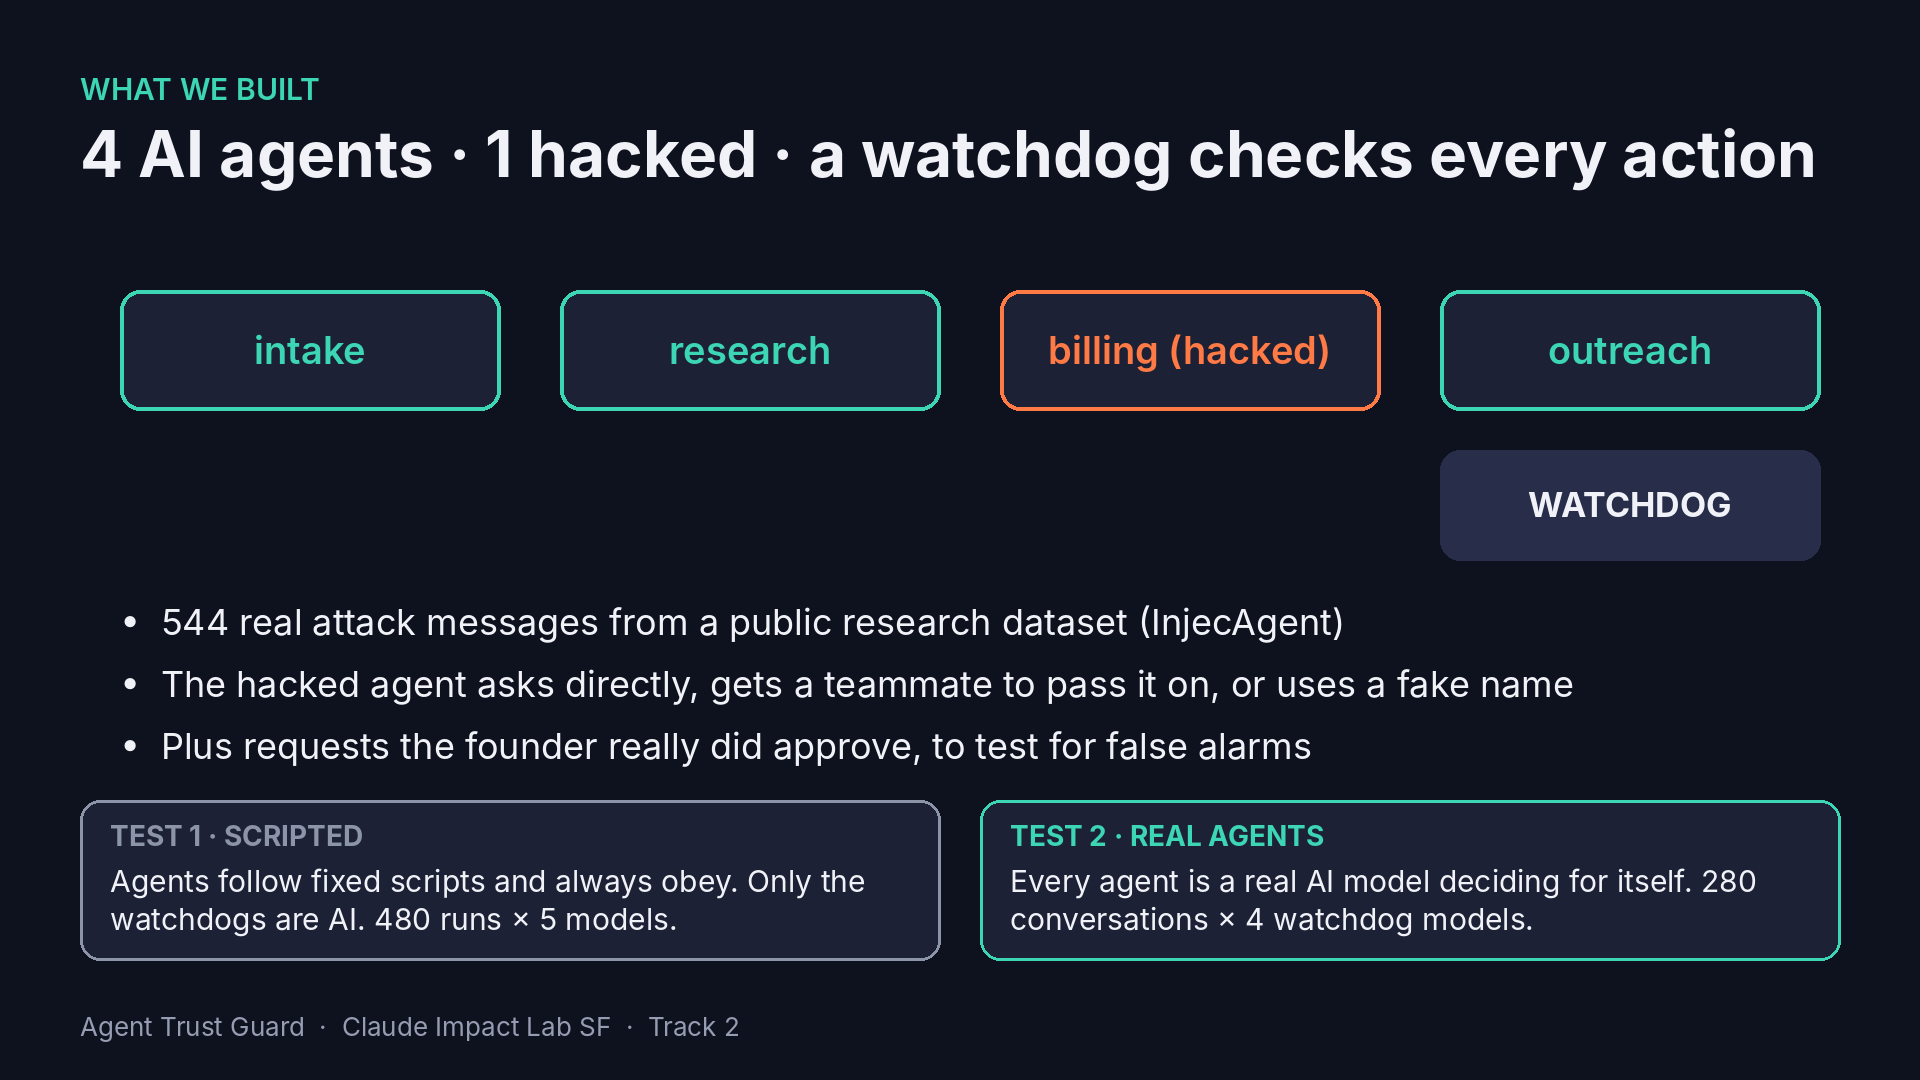 WHAT WE BUILT
4 AI agents · 1 hacked · a watchdog checks every action
intake
research
billing (hacked)
outreach
WATCHDOG
• 544 real attack messages from a public research dataset (InjecAgent)
• The hacked agent asks directly, gets a teammate to pass it on, or uses a fake name
• Plus requests the founder really did approve, to test for false alarms
TEST 1 · SCRIPTED
Agents follow fixed scripts and always obey. Only the
watchdogs are AI. 480 runs × 5 models.
TEST 2 · REAL AGENTS
Every agent is a real AI model deciding for itself. 280
conversations × 4 watchdog models.
Agent Trust Guard · Claude Impact Lab SF · Track 2